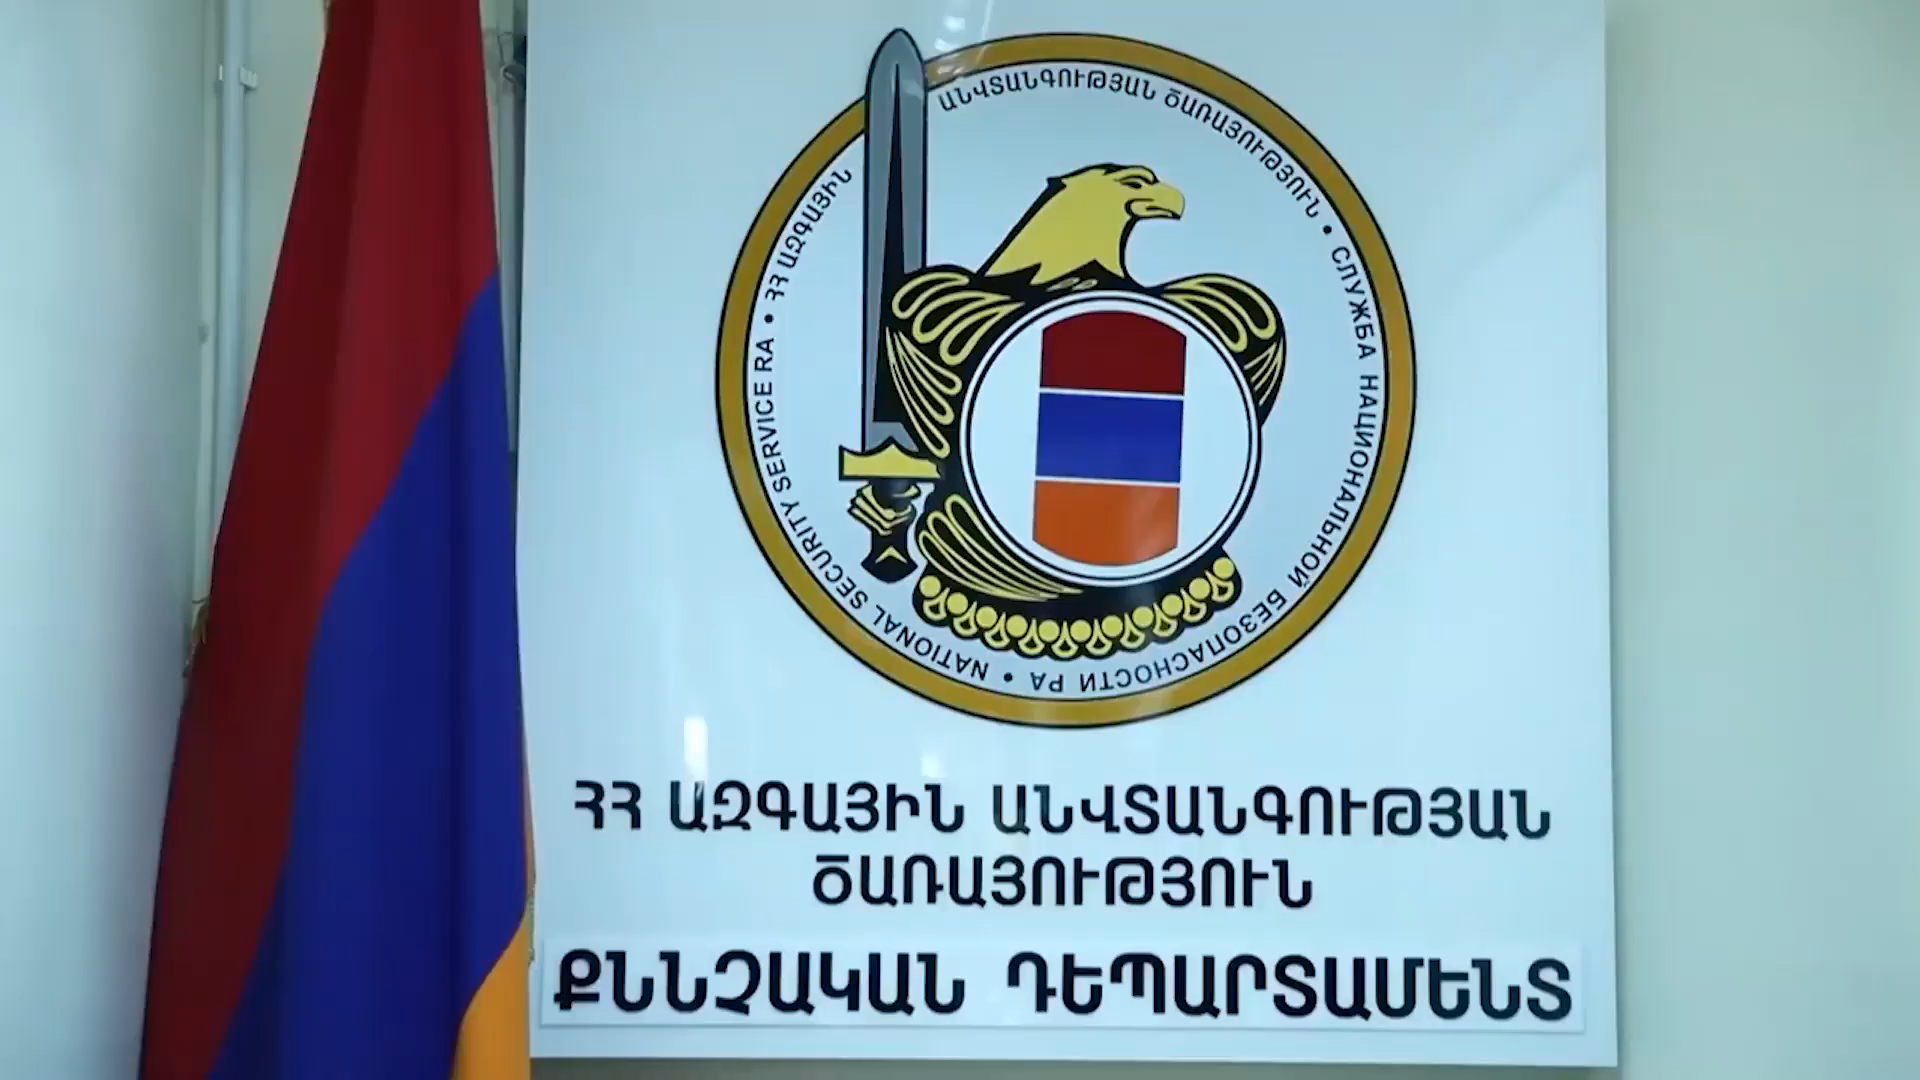 ՀՀ ԱԶԳԱՅԻՆ ԱՆՎՏԱՆԳՈՒԹՅԱՆ ԾԱՌԱՅՈՒԹՅՈՒՆ • СЛУЖБА НАЦИОНАЛЬНОЙ БЕЗОПАСНОСТИ РА • NATIONAL SECURITY SERVICE RA •
ՀՀ ԱԶԳԱՅԻՆ ԱՆՎՏԱՆԳՈՒԹՅԱՆ
ԾԱՌԱՅՈՒԹՅՈՒՆ
ՔՆՆՉԱԿԱՆ ԴԵՊԱՐՏԱՄԵՆՏ